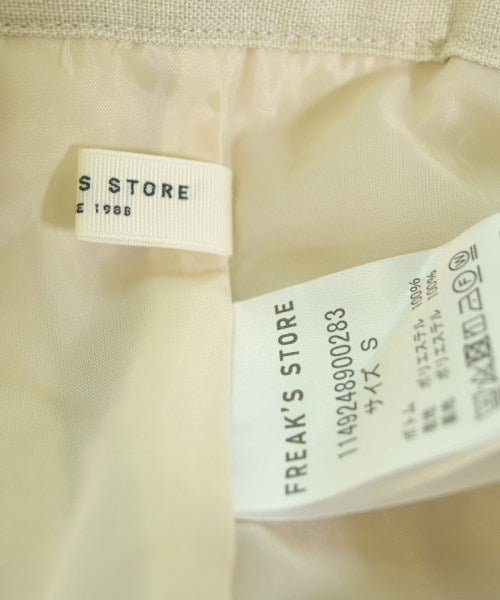 S STORE
E 1986
FREAK'S STORE
1149248900283
サイズ S
ボトム
表地 ポリエステル 100%
裏地 ポリエステル 100%